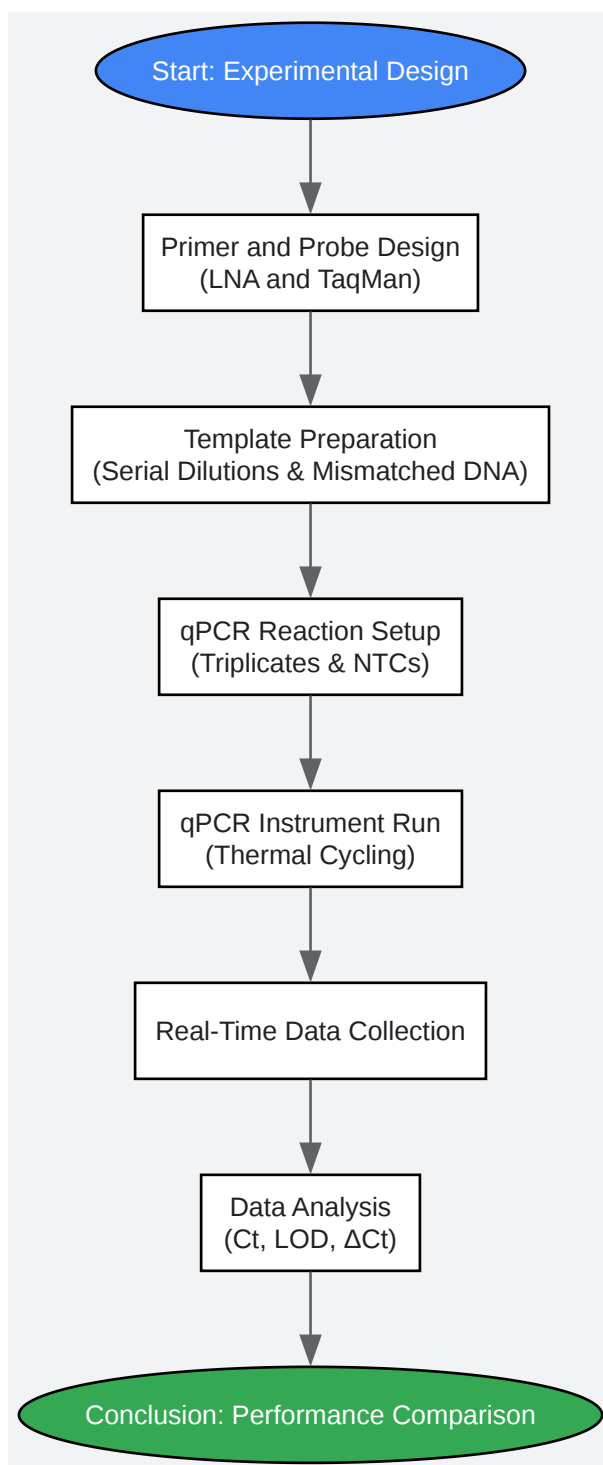 Start: Experimental Design
Primer and Probe Design
(LNA and TaqMan)
Template Preparation
(Serial Dilutions & Mismatched DNA)
qPCR Reaction Setup
(Triplicates & NTCs)
qPCR Instrument Run
(Thermal Cycling)
Real-Time Data Collection
Data Analysis
(Ct, LOD, ΔCt)
Conclusion: Performance Comparison